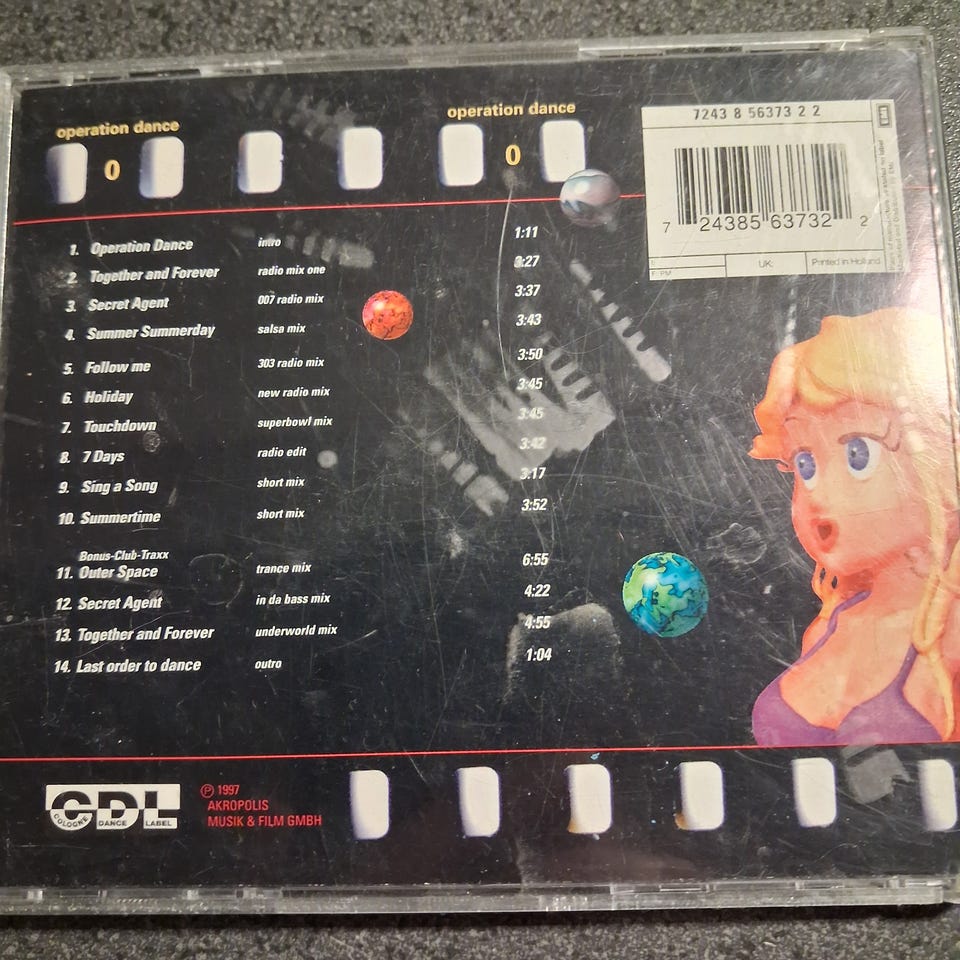 operation dance
0
operation dance
0
7243 8 56373 2 2
7 24385 63732 2
UK:
Printed in Holland
EMI
1. Operation Dance intro 1:11
2. Together and Forever radio mix one 3:27
3. Secret Agent 007 radio mix 3:37
4. Summer Summerday salsa mix 3:43
5. Follow me 303 radio mix 3:50
6. Holiday new radio mix 3:45
7. Touchdown superbowl mix 3:45
8. 7 Days radio edit 3:42
9. Sing a Song short mix 3:17
10. Summertime short mix 3:52
Bonus-Club-Traxx
11. Outer Space trance mix 6:55
12. Secret Agent in da bass mix 4:22
13. Together and Forever underworld mix 4:55
14. Last order to dance outro 1:04
CDL
COLOGNE DANCE LABEL
℗ 1997
AKROPOLIS
MUSIK & FILM GMBH